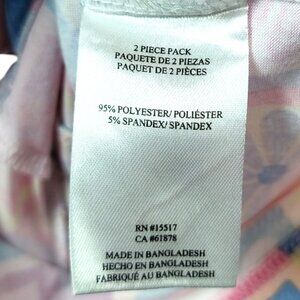 2 PIECE PACK
PAQUETE DE 2 PIEZAS
PAQUET DE 2 PIÈCES
95% POLYESTER/ POLIÉSTER
5% SPANDEX/ SPANDEX
RN #15517
CA #61878
MADE IN BANGLADESH
HECHO EN BANGLADESH
FABRIQUÉ AU BANGLADESH